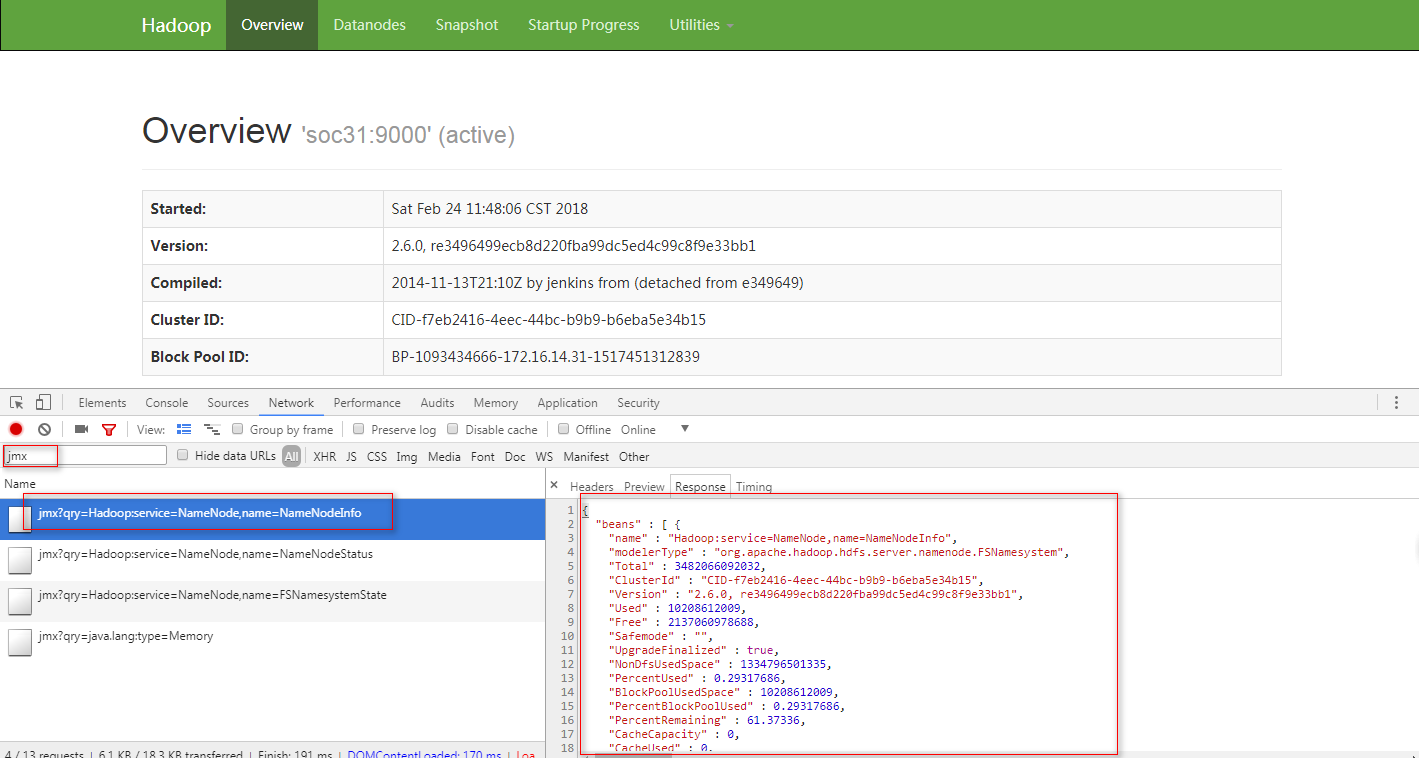 Hadoop Overview Datanodes Snapshot Startup Progress Utilities
Overview 'soc31:9000' (active)
Started: Sat Feb 24 11:48:06 CST 2018
Version: 2.6.0, re3496499ecb8d220fba99dc5ed4c99c8f9e33bb1
Compiled: 2014-11-13T21:10Z by jenkins from (detached from e349649)
Cluster ID: CID-f7eb2416-4eec-44bc-b9b9-b6eba5e34b15
Block Pool ID: BP-1093434666-172.16.14.31-1517451312839
Elements Console Sources Network Performance Audits Memory Application Security
View: Group by frame Preserve log Disable cache Offline Online
jmx Hide data URLs All XHR JS CSS Img Media Font Doc WS Manifest Other
Name
jmx?qry=Hadoop:service=NameNode,name=NameNodeInfo
jmx?qry=Hadoop:service=NameNode,name=NameNodeStatus
jmx?qry=Hadoop:service=NameNode,name=FSNamesystemState
jmx?qry=java.lang:type=Memory
4 / 13 requests | 6.1 KB / 18.3 KB transferred | Finish: 191 ms | DOMContentLoaded: 170 ms | Loa
× Headers Preview Response Timing
1 {
2 "beans" : [ {
3 "name" : "Hadoop:service=NameNode,name=NameNodeInfo",
4 "modelerType" : "org.apache.hadoop.hdfs.server.namenode.FSNamesystem",
5 "Total" : 3482066092032,
6 "ClusterId" : "CID-f7eb2416-4eec-44bc-b9b9-b6eba5e34b15",
7 "Version" : "2.6.0, re3496499ecb8d220fba99dc5ed4c99c8f9e33bb1",
8 "Used" : 10208612009,
9 "Free" : 2137060978688,
10 "Safemode" : "",
11 "UpgradeFinalized" : true,
12 "NonDfsUsedSpace" : 1334796501335,
13 "PercentUsed" : 0.29317686,
14 "BlockPoolUsedSpace" : 10208612009,
15 "PercentBlockPoolUsed" : 0.29317686,
16 "PercentRemaining" : 61.37336,
17 "CacheCapacity" : 0,
18 "CacheUsed" : 0,